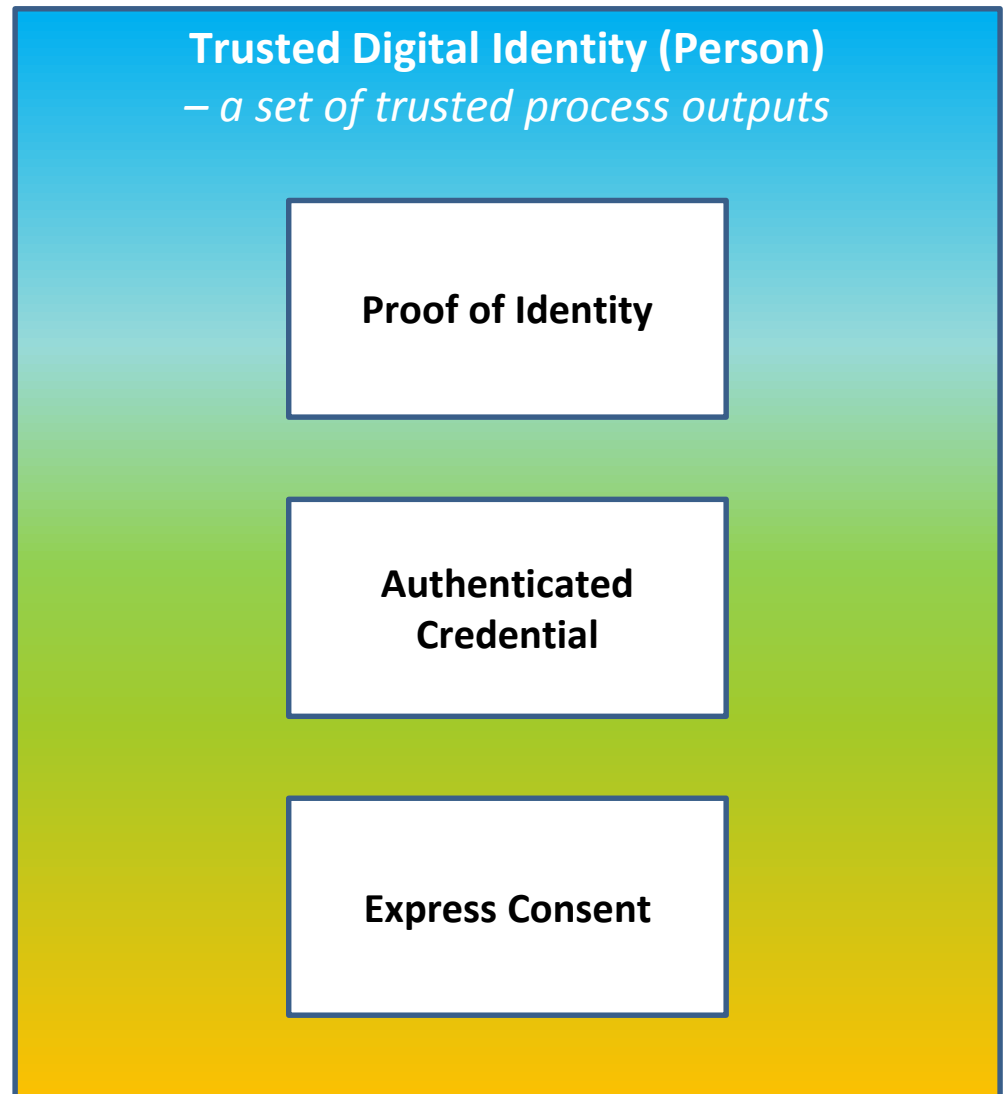 Trusted Digital Identity (Person)
– a set of trusted process outputs
Proof of Identity
Authenticated
Credential
Express Consent